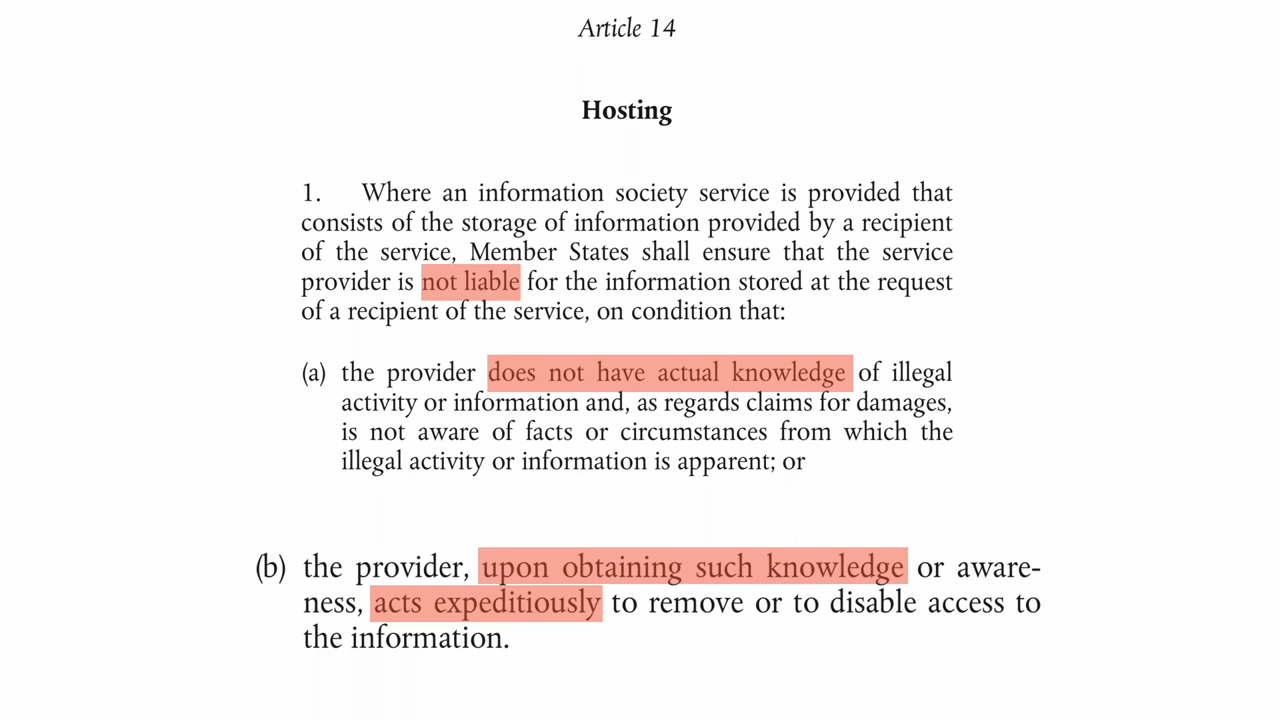 Article 14
Hosting
1. Where an information society service is provided that
consists of the storage of information provided by a recipient
of the service, Member States shall ensure that the service
provider is not liable for the information stored at the request
of a recipient of the service, on condition that:
(a) the provider does not have actual knowledge of illegal
activity or information and, as regards claims for damages,
is not aware of facts or circumstances from which the
illegal activity or information is apparent; or
(b) the provider, upon obtaining such knowledge or aware-
ness, acts expeditiously to remove or to disable access to
the information.